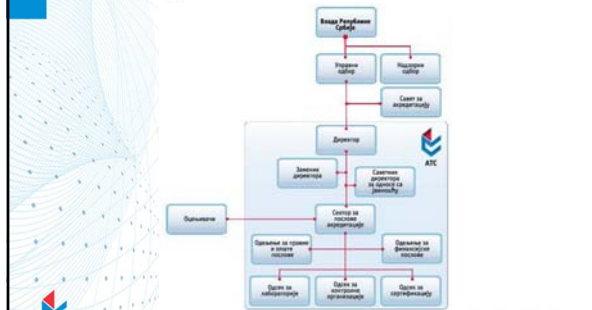 Влада Републике
Србије
Управни
одбор
Надзорни
одбор
Савет за
акредитацију
Директор
АТС
Заменик
директора
Саветник
директора
за односе са
јавношћу
Оцењивачи
Сектор за
послове
акредитације
Одељење за правне
и опште
послове
Одељење за
финансијске
послове
Одсек за
лабораторије
Одсек за
контролне
организације
Одсек за
сертификацију